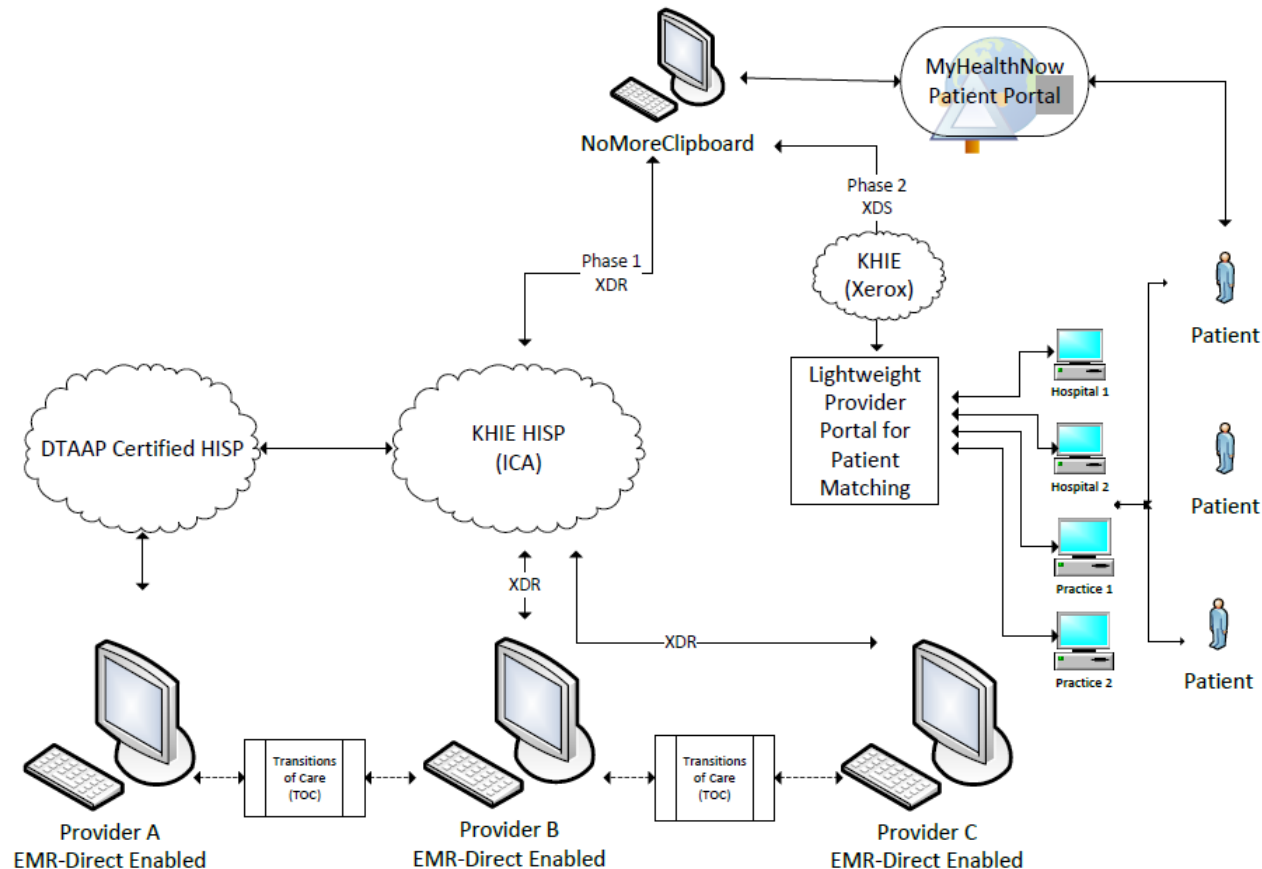 MyHealthNow
Patient Portal
NoMoreClipboard
Phase 2
XDS
Phase 1
XDR
KHIE
(Xerox)
Patient
Lightweight
Provider
Portal for
Patient
Matching
Hospital 1
DTAAP Certified HISP
KHIE HISP
(ICA)
Hospital 2
Patient
XDR
Practice 1
XDR
Practice 2
Patient
Transitions
of Care
(TOC)
Transitions
of Care
(TOC)
Provider A
EMR-Direct Enabled
Provider B
EMR-Direct Enabled
Provider C
EMR-Direct Enabled